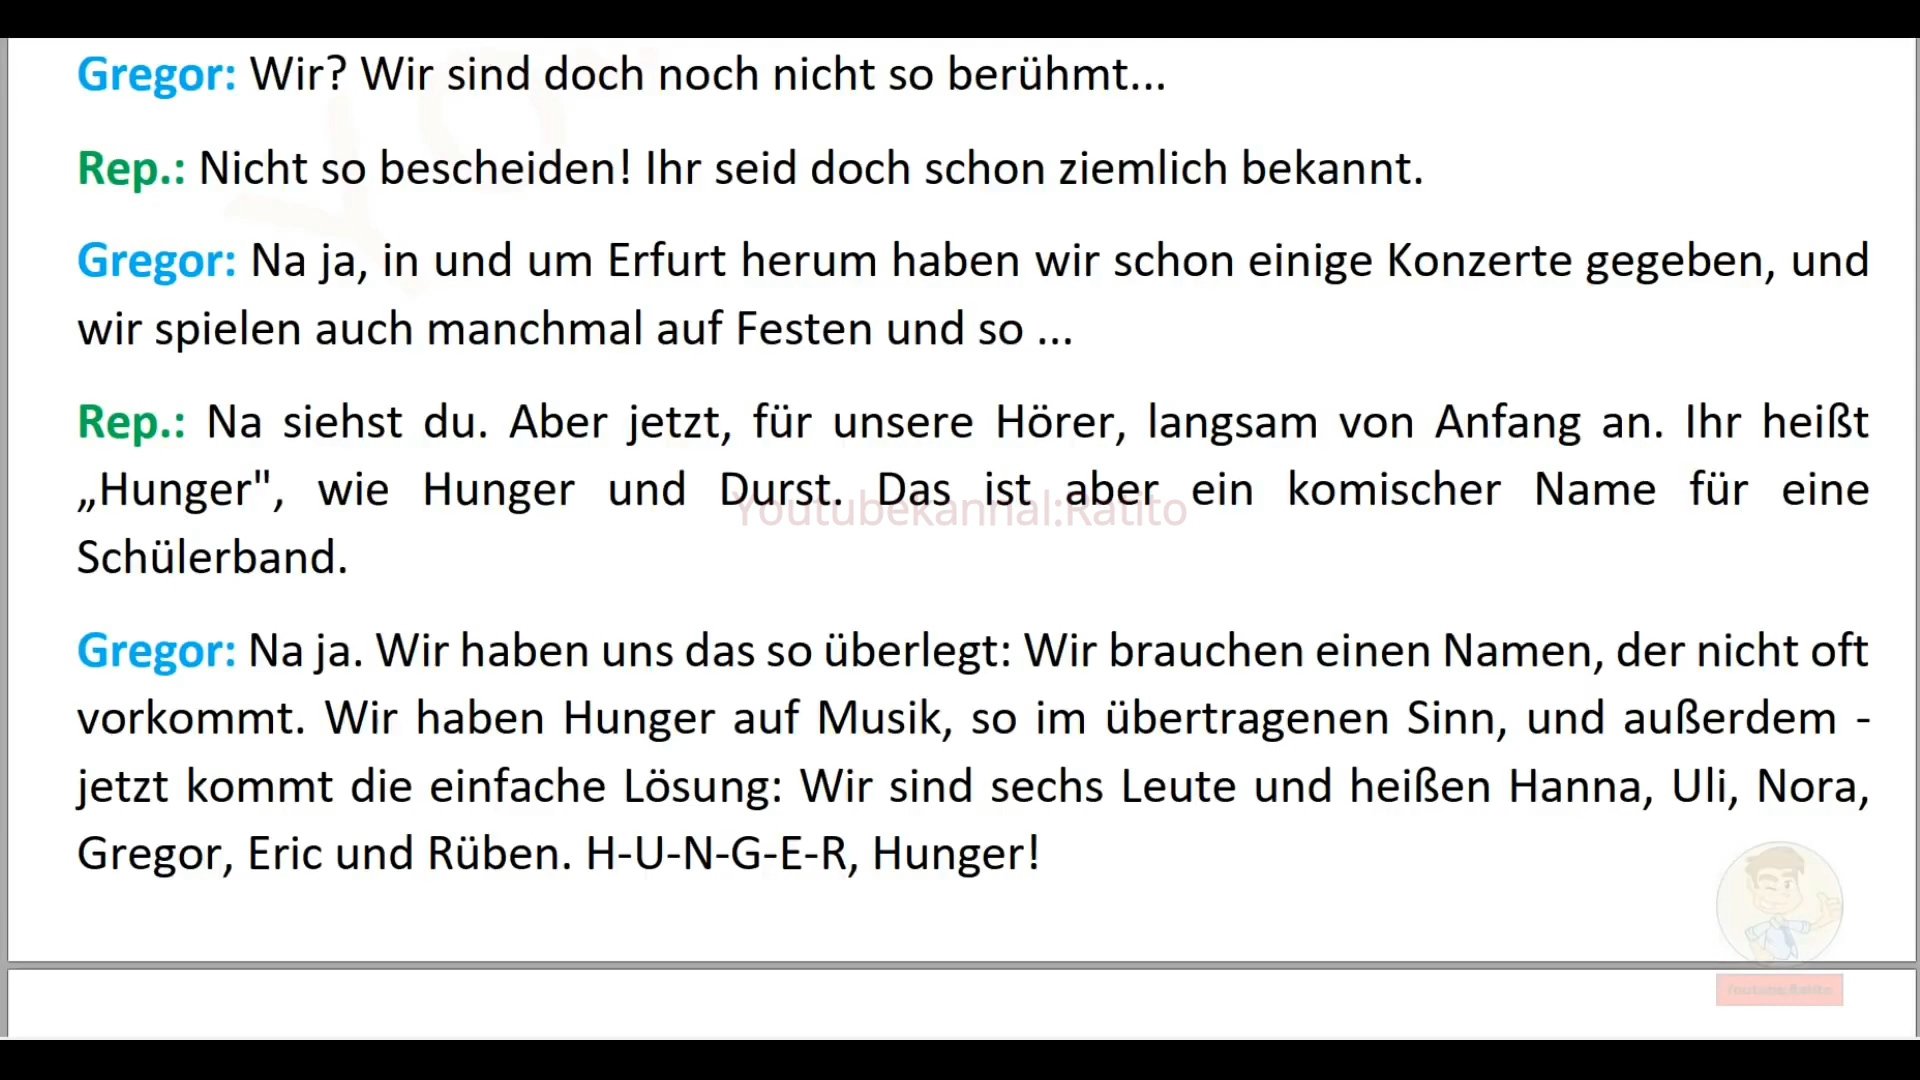 Gregor: Wir? Wir sind doch noch nicht so berühmt...
Rep.: Nicht so bescheiden! Ihr seid doch schon ziemlich bekannt.
Gregor: Na ja, in und um Erfurt herum haben wir schon einige Konzerte gegeben, und
wir spielen auch manchmal auf Festen und so ...
Rep.: Na siehst du. Aber jetzt, für unsere Hörer, langsam von Anfang an. Ihr heißt
„Hunger", wie Hunger und Durst. Das ist aber ein komischer Name für eine
Youtubekannal:Ratito
Schülerband.
Gregor: Na ja. Wir haben uns das so überlegt: Wir brauchen einen Namen, der nicht oft
vorkommt. Wir haben Hunger auf Musik, so im übertragenen Sinn, und außerdem -
jetzt kommt die einfache Lösung: Wir sind sechs Leute und heißen Hanna, Uli, Nora,
Gregor, Eric und Rüben. H-U-N-G-E-R, Hunger!
Youtube:Ratito